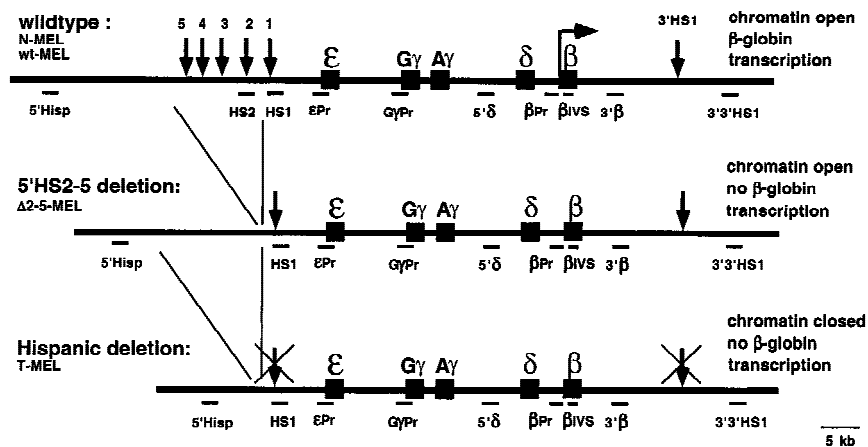 wildtype :
N-MEL
wt-MEL
5 4 3 2 1
ε Gγ Aγ δ β
3'HS1
chromatin open
β-globin
transcription
5'Hisp HS2 HS1 εPr GγPr 5'δ βPr βIVS 3'β 3'3'HS1
5'HS2-5 deletion:
Δ2-5-MEL
ε Gγ Aγ δ β
chromatin open
no β-globin
transcription
5'Hisp HS1 εPr GγPr 5'δ βPr βIVS 3'β 3'3'HS1
Hispanic deletion:
T-MEL
ε Gγ Aγ δ β
chromatin closed
no β-globin
transcription
5'Hisp HS1 εPr GγPr 5'δ βPr βIVS 3'β 3'3'HS1
5 kb